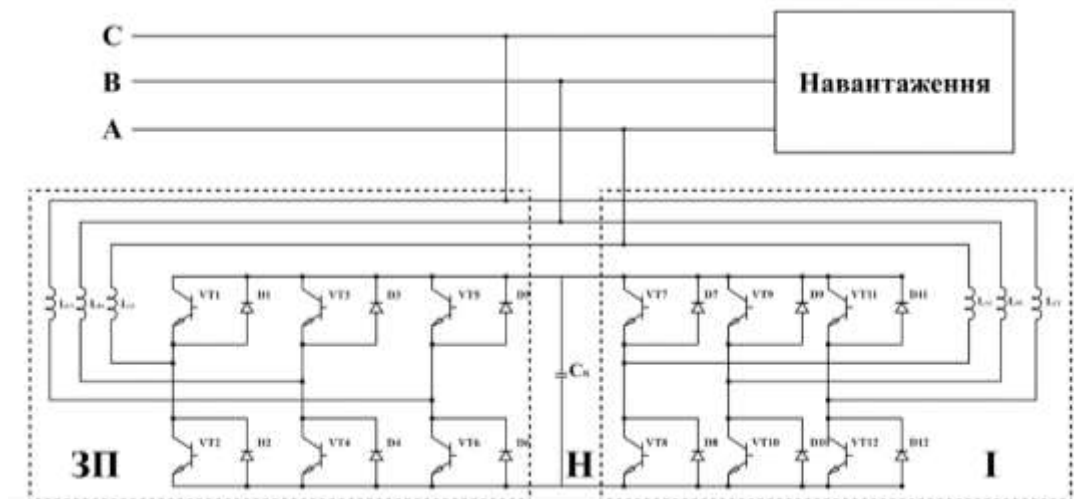 C
B
A
Навантаження
VT1 D1 VT3 D3 VT5 D5 VT7 D7 VT9 D9 VT11 D11
Cк
VT2 D2 VT4 D4 VT6 D6 VT8 D8 VT10 D10 VT12 D12
ЗП Н І